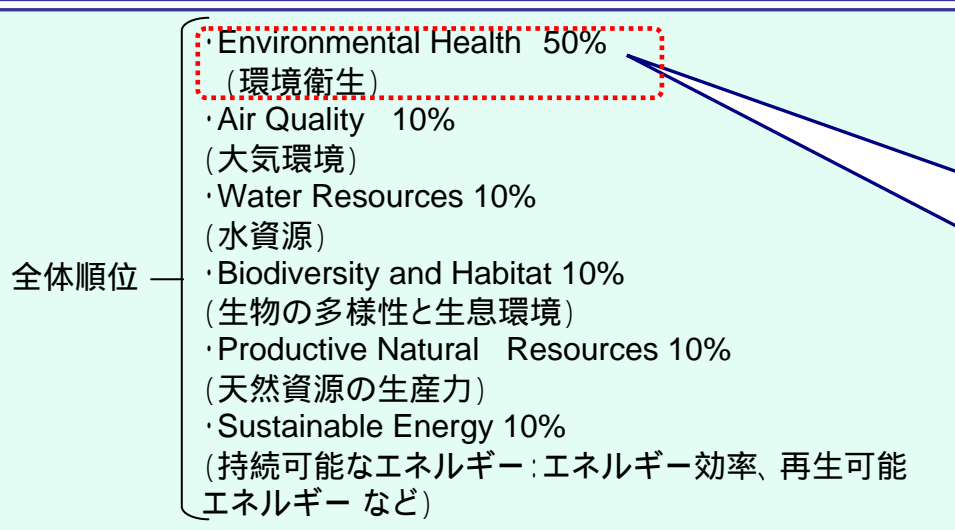 ・Environmental Health 50%
(環境衛生)
・Air Quality 10%
(大気環境)
・Water Resources 10%
(水資源)
全体順位
・Biodiversity and Habitat 10%
(生物の多様性と生息環境)
・Productive Natural Resources 10%
(天然資源の生産力)
・Sustainable Energy 10%
(持続可能なエネルギー:エネルギー効率、再生可能
エネルギー など)